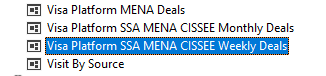 Visa Platform MENA Deals
Visa Platform SSA MENA CISSEE Monthly Deals
Visa Platform SSA MENA CISSEE Weekly Deals
Visit By Source